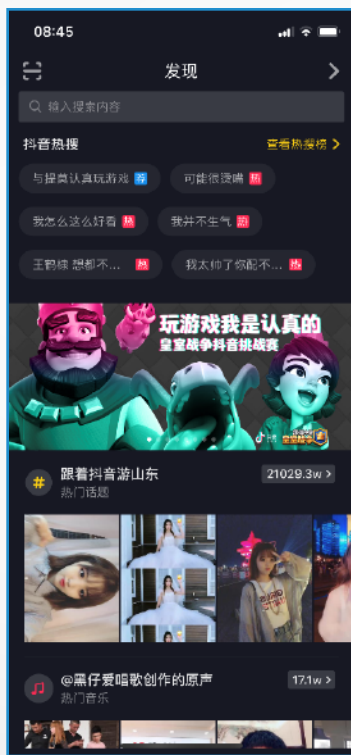 08:45
发现
输入搜索内容
抖音热搜
查看热搜榜
与提莫认真玩游戏 荐
可能很透喘 热
我怎么这么好看 热
我并不生气 热
王鹤棣 想都不... 热
我太帅了你配不... 热
玩游戏我是认真的
皇室战争抖音挑战赛
跟着抖音游山东
21029.3w
热门话题
@黑仔爱唱歌创作的原声
17.1w
热门音乐